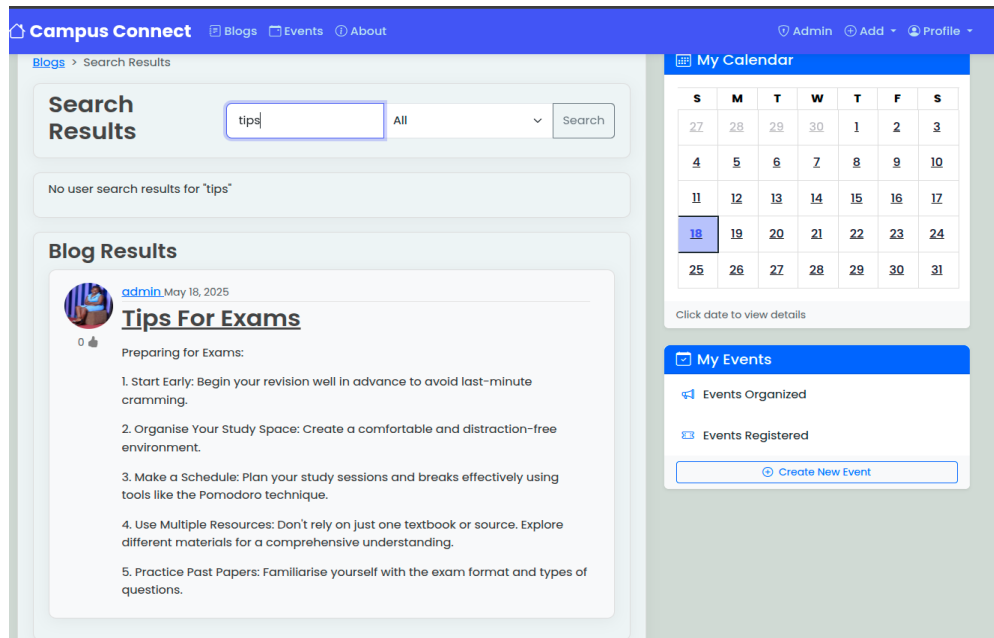 Campus Connect Blogs Events About Admin Add Profile
Blogs > Search Results
Search
Results
tips All Search
No user search results for "tips"
Blog Results
admin May 18, 2025
Tips For Exams
0
Preparing for Exams:
1. Start Early: Begin your revision well in advance to avoid last-minute
cramming.
2. Organise Your Study Space: Create a comfortable and distraction-free
environment.
3. Make a Schedule: Plan your study sessions and breaks effectively using
tools like the Pomodoro technique.
4. Use Multiple Resources: Don't rely on just one textbook or source. Explore
different materials for a comprehensive understanding.
5. Practice Past Papers: Familiarise yourself with the exam format and types of
questions.
My Calendar
S M T W T F S
27 28 29 30 1 2 3
4 5 6 7 8 9 10
11 12 13 14 15 16 17
18 19 20 21 22 23 24
25 26 27 28 29 30 31
Click date to view details
My Events
Events Organized
Events Registered
Create New Event